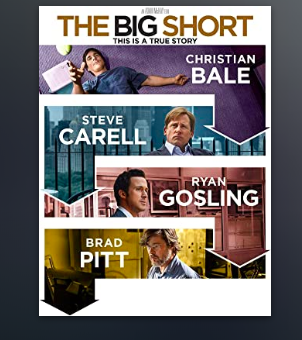 THE BIG SHORT
THIS IS A TRUE STORY
CHRISTIAN
BALE
STEVE
CARELL
RYAN
GOSLING
BRAD
PITT